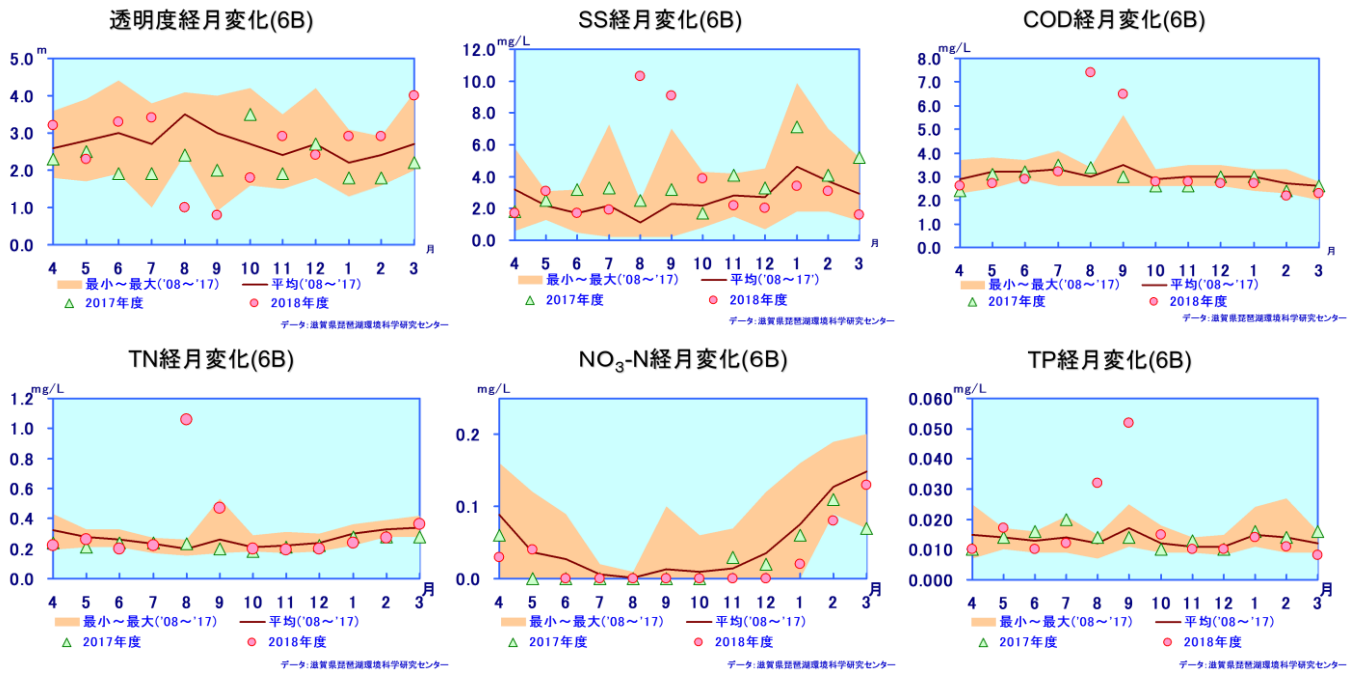 透明度経月変化(6B)
m
5.0
4.0
3.0
2.0
1.0
0.0
4 5 6 7 8 9 10 11 12 1 2 3
月
最小～最大('08～'17) 平均('08～'17)
2017年度 2018年度
データ:滋賀県琵琶湖環境科学研究センター
SS経月変化(6B)
mg/L
12.0
10.0
8.0
6.0
4.0
2.0
0.0
4 5 6 7 8 9 10 11 12 1 2 3
月
最小～最大('08～'17) 平均('08～'17')
2017年度 2018年度
データ:滋賀県琵琶湖環境科学研究センター
COD経月変化(6B)
mg/L
8.0
7.0
6.0
5.0
4.0
3.0
2.0
1.0
0.0
4 5 6 7 8 9 10 11 12 1 2 3
月
最小～最大('08～'17) 平均('08～'17)
2017年度 2018年度
データ:滋賀県琵琶湖環境科学研究センター
TN経月変化(6B)
mg/L
1.2
1.0
0.8
0.6
0.4
0.2
0.0
4 5 6 7 8 9 10 11 12 1 2 3
月
最小～最大('08～'17) 平均('08～'17)
2017年度 2018年度
データ:滋賀県琵琶湖環境科学研究センター
NO₃-N経月変化(6B)
mg/L
0.2
0.1
0.0
4 5 6 7 8 9 10 11 12 1 2 3
月
最小～最大('08～'17) 平均('08～'17)
2017年度 2018年度
データ:滋賀県琵琶湖環境科学研究センター
TP経月変化(6B)
mg/L
0.060
0.050
0.040
0.030
0.020
0.010
0.000
4 5 6 7 8 9 10 11 12 1 2 3
月
最小～最大('08～'17) 平均('08～'17)
2017年度 2018年度
データ:滋賀県琵琶湖環境科学研究センター